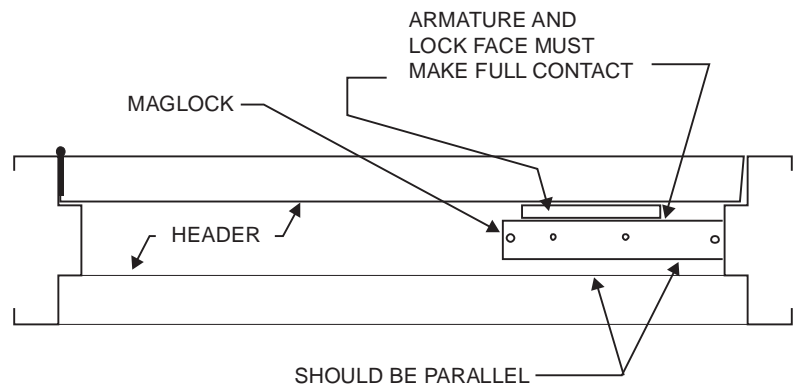 ARMATURE AND
LOCK FACE MUST
MAKE FULL CONTACT
MAGLOCK
HEADER
SHOULD BE PARALLEL